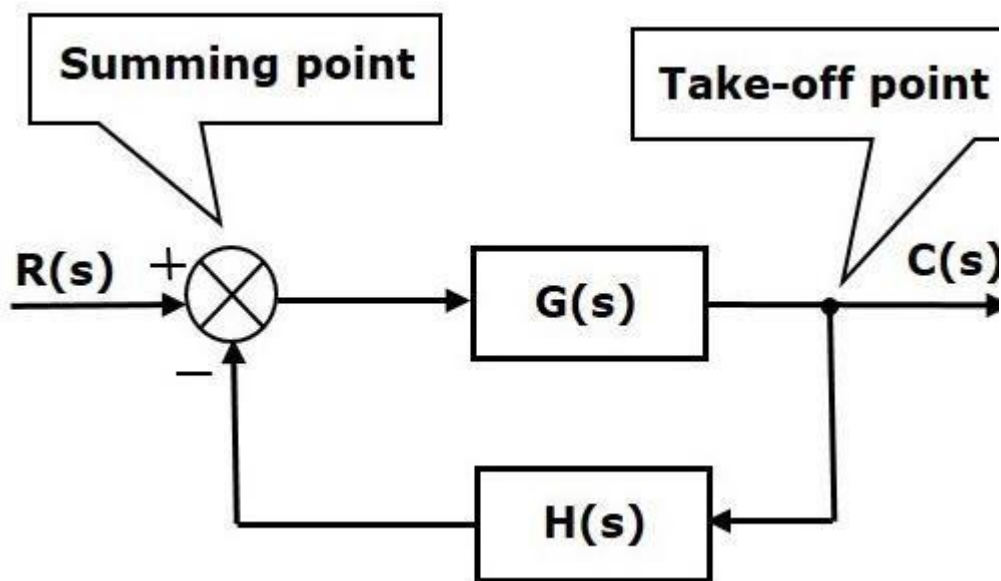 Summing point
Take-off point
R(s)
+
C(s)
G(s)
−
H(s)